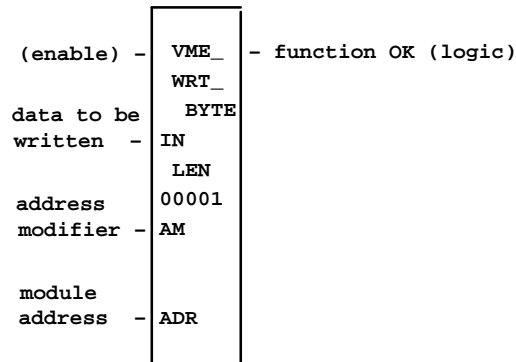 (enable) – VME_ – function OK (logic)
WRT_
data to be BYTE
written – IN
LEN
address 00001
modifier – AM
module
address – ADR